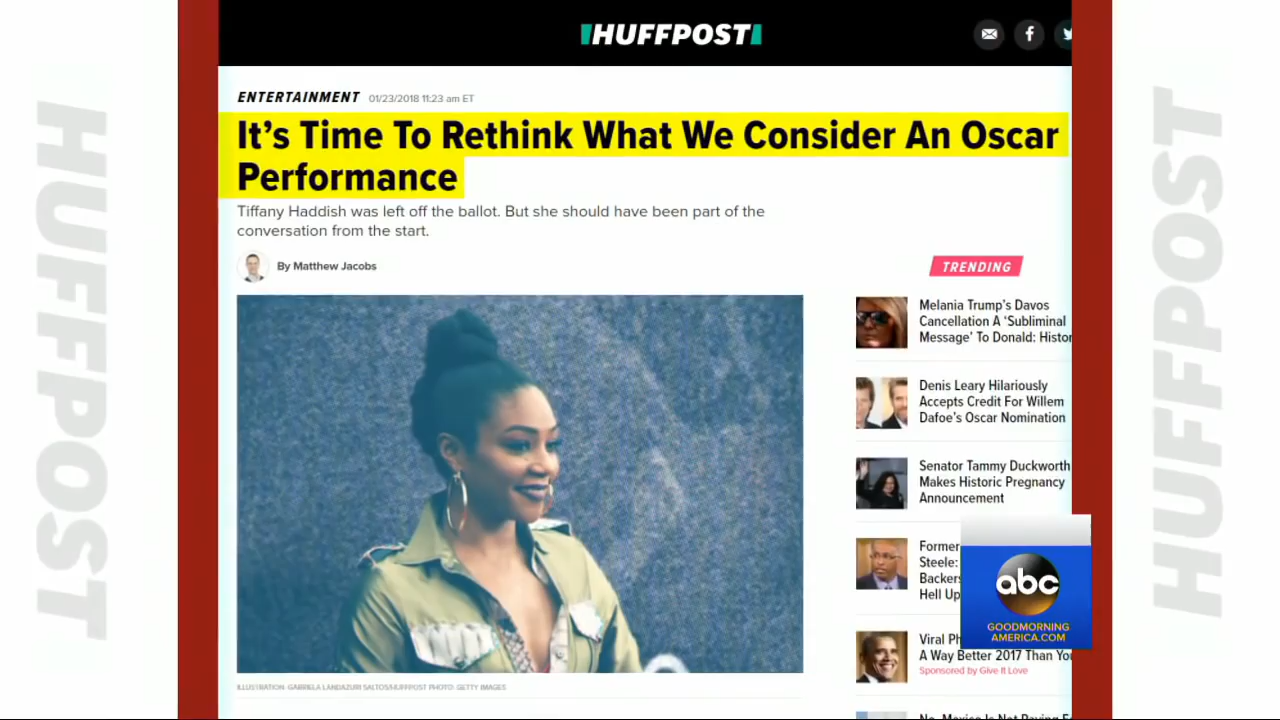 HUFFPOST
HUFFPOST
HUFFPOST
ENTERTAINMENT 01/23/2018 11:23 am ET
It's Time To Rethink What We Consider An Oscar
Performance
Tiffany Haddish was left off the ballot. But she should have been part of the
conversation from the start.
By Matthew Jacobs
TRENDING
Melania Trump's Davos
Cancellation A 'Subliminal
Message' To Donald:
Denis Leary Hilariously
Accepts Credit For Willem
Dafoe's Oscar Nomination
Senator Tammy Duckworth
Makes Historic Pregnancy
Announcement
Former
Steele:
Backers
Hell Up
Viral
A Way Better 2017 Than
Sponsored by Give It Love
abc
GOODMORNING
AMERICA.COM
ILLUSTRATION: GABRIELA LANDAZURI SALTOS/HUFFPOST PHOTO: GETTY IMAGES